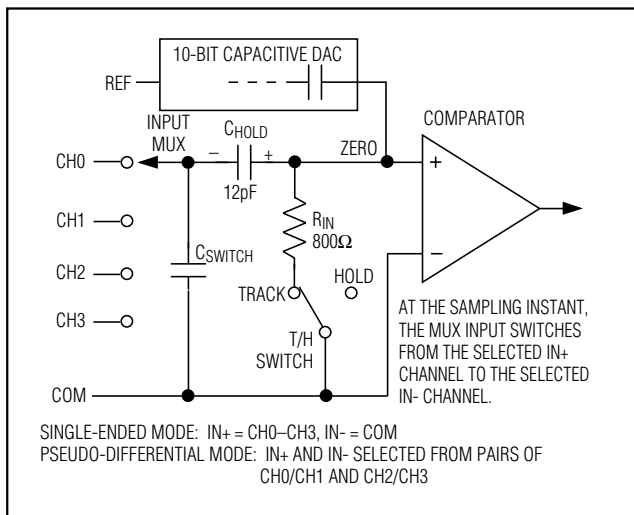 10-BIT CAPACITIVE DAC
REF
COMPARATOR
INPUT
MUX
CHOLD
– +
ZERO
+
12pF
CH0
CH1
RIN
800Ω
–
CSWITCH
CH2
HOLD
TRACK
CH3
T/H
SWITCH
AT THE SAMPLING INSTANT,
THE MUX INPUT SWITCHES
FROM THE SELECTED IN+
CHANNEL TO THE SELECTED
IN- CHANNEL.
COM
SINGLE-ENDED MODE: IN+ = CH0–CH3, IN- = COM
PSEUDO-DIFFERENTIAL MODE: IN+ AND IN- SELECTED FROM PAIRS OF
CH0/CH1 AND CH2/CH3